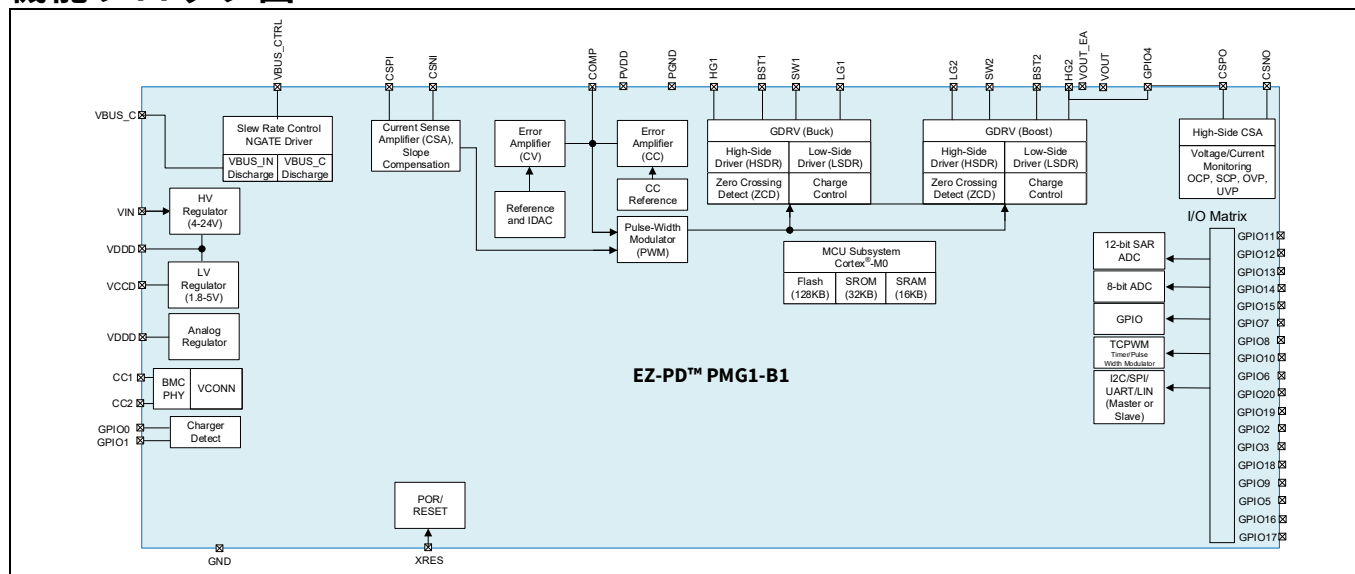 VBUS_CTRL
CSPI
CSNI
COMP
PVDD
PGND
HG1
BST1
SW1
LG1
LG2
SW2
BST2
HG2
VOUT_EA
VOUT
GPIO4
CSPO
CSNO
VBUS_C
Slew Rate Control
NGATE Driver
VBUS_IN
Discharge
VBUS_C
Discharge
Current Sense
Amplifier (CSA),
Slope
Compensation
Error
Amplifier
(CV)
Error
Amplifier
(CC)
Reference
and IDAC
CC
Reference
Pulse-Width
Modulator
(PWM)
GDRV (Buck)
High-Side
Driver (HSDR)
Low-Side
Driver (LSDR)
Zero Crossing
Detect (ZCD)
Charge
Control
GDRV (Boost)
High-Side
Driver (HSDR)
Low-Side
Driver (LSDR)
Zero Crossing
Detect (ZCD)
Charge
Control
High-Side CSA
Voltage/Current
Monitoring
OCP, SCP, OVP,
UVP
VIN
HV
Regulator
(4-24V)
VDDD
LV
Regulator
(1.8-5V)
VCCD
VDDD
Analog
Regulator
CC1
CC2
BMC
PHY
VCONN
GPIO0
GPIO1
Charger
Detect
MCU Subsystem
Cortex®-M0
Flash
(128KB)
SROM
(32KB)
SRAM
(16KB)
EZ-PD™ PMG1-B1
I/O Matrix
12-bit SAR
ADC
8-bit ADC
GPIO
TCPWM
Timer/Pulse
Width Modulator
I2C/SPI/
UART/LIN
(Master or
Slave)
GPIO11
GPIO12
GPIO13
GPIO14
GPIO15
GPIO7
GPIO8
GPIO10
GPIO6
GPIO20
GPIO19
GPIO2
GPIO3
GPIO18
GPIO9
GPIO5
GPIO16
GPIO17
POR/
RESET
GND
XRES